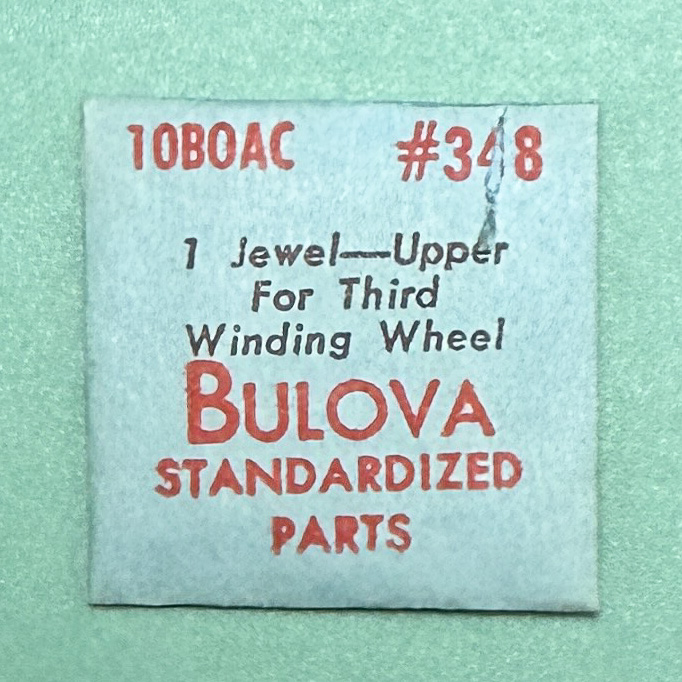 10BOAC #348
1 Jewel—Upper
For Third
Winding Wheel
BULOVA
STANDARDIZED
PARTS